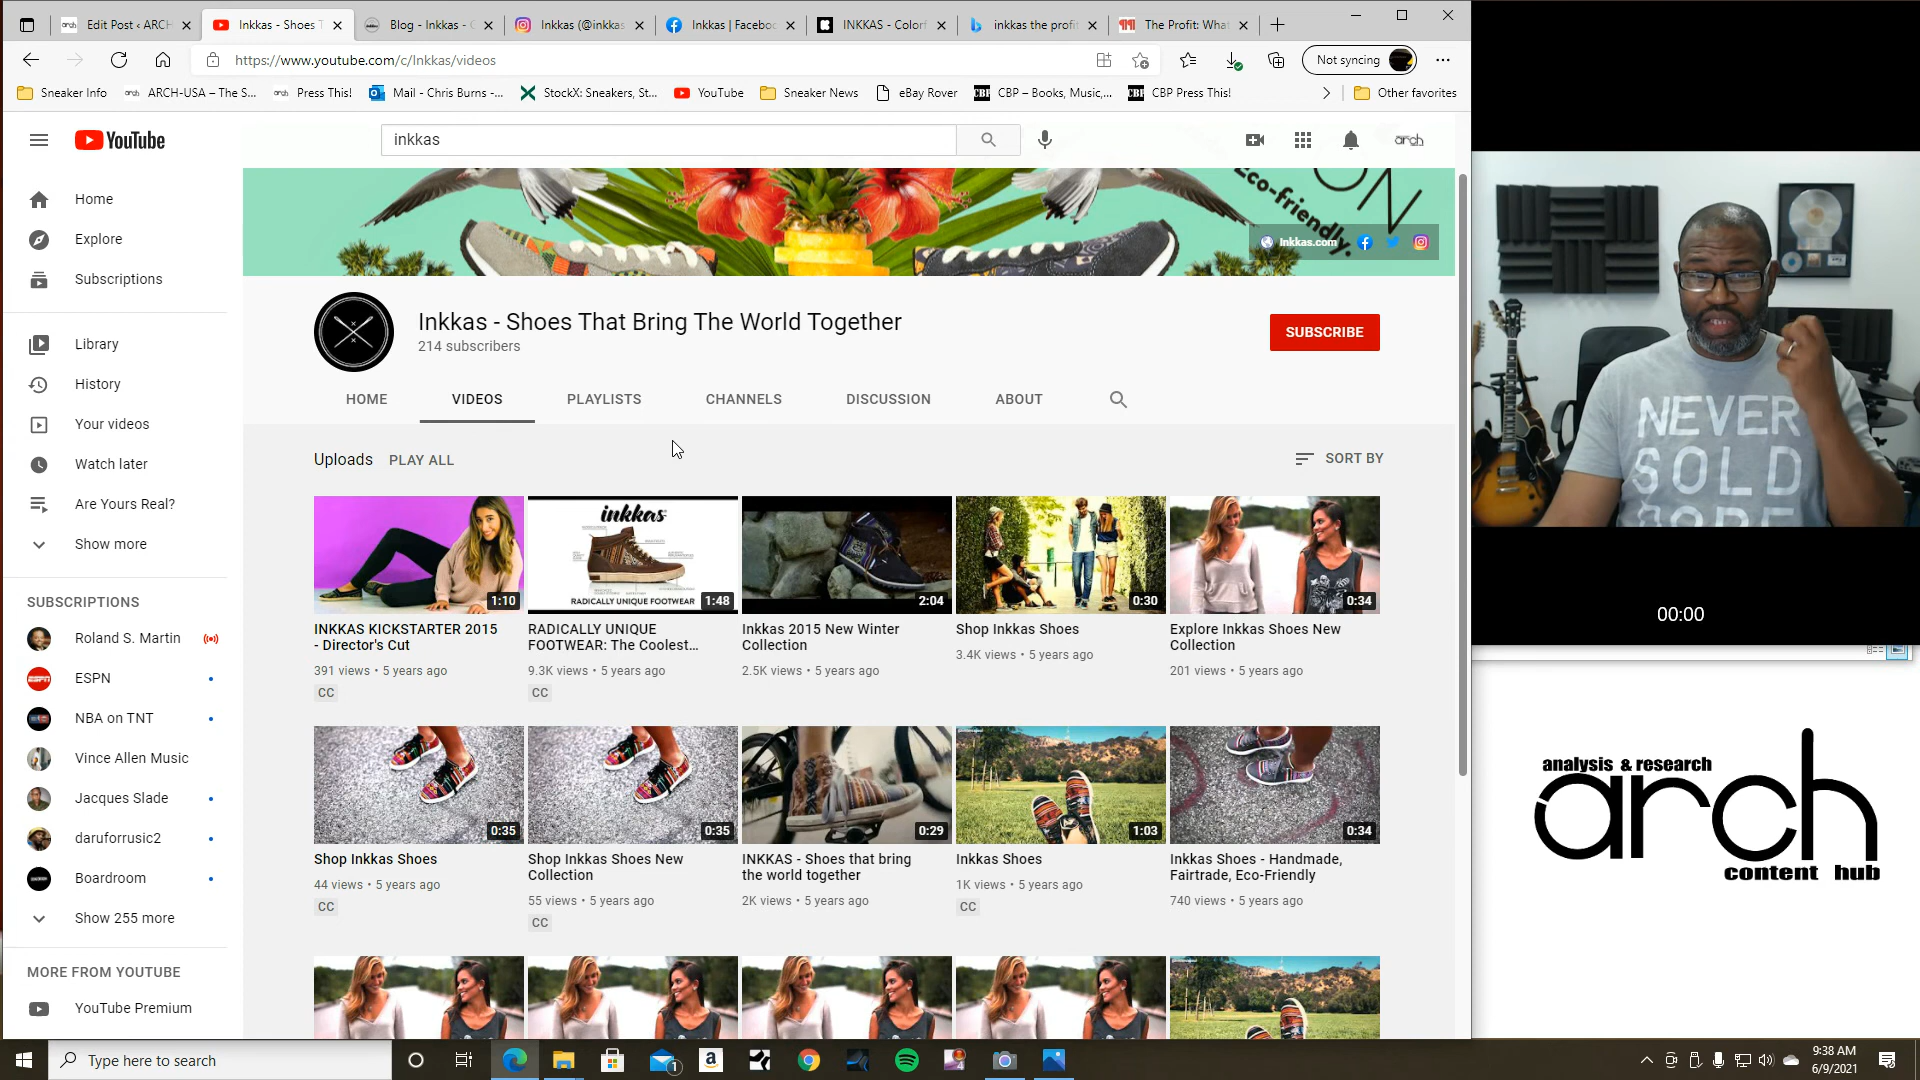 Edit Post ‹ ARCH
Inkkas - Shoes T
Blog - Inkkas - G
Inkkas (@inkkas
Inkkas | Facebo
INKKAS - Colorf
inkkas the profi
The Profit: What
https://www.youtube.com/c/Inkkas/videos
Not syncing
Sneaker Info
ARCH-USA – The S...
Press This!
Mail - Chris Burns -...
StockX: Sneakers, St...
YouTube
Sneaker News
eBay Rover
CBP – Books, Music,...
CBP Press This!
Other favorites
YouTube
inkkas
arch
Home
Explore
Subscriptions
Library
History
Your videos
Watch later
Are Yours Real?
Show more
SUBSCRIPTIONS
Roland S. Martin
ESPN
NBA on TNT
Vince Allen Music
Jacques Slade
daruforrusic2
Boardroom
Show 255 more
MORE FROM YOUTUBE
YouTube Premium
Eco-friendly.
Inkkas.com
Inkkas - Shoes That Bring The World Together
214 subscribers
SUBSCRIBE
HOME
VIDEOS
PLAYLISTS
CHANNELS
DISCUSSION
ABOUT
Uploads
PLAY ALL
SORT BY
1:10
inkkas
RADICALLY UNIQUE FOOTWEAR
1:48
2:04
0:30
0:34
INKKAS KICKSTARTER 2015
- Director's Cut
391 views • 5 years ago
CC
RADICALLY UNIQUE
FOOTWEAR: The Coolest...
9.3K views • 5 years ago
CC
Inkkas 2015 New Winter
Collection
2.5K views • 5 years ago
Shop Inkkas Shoes
3.4K views • 5 years ago
Explore Inkkas Shoes New
Collection
201 views • 5 years ago
0:35
0:35
0:29
1:03
0:34
Shop Inkkas Shoes
44 views • 5 years ago
CC
Shop Inkkas Shoes New
Collection
55 views • 5 years ago
CC
INKKAS - Shoes that bring
the world together
2K views • 5 years ago
Inkkas Shoes
1K views • 5 years ago
CC
Inkkas Shoes - Handmade,
Fairtrade, Eco-Friendly
740 views • 5 years ago
NEVER
SOLD
00:00
analysis & research
arch
content hub
Type here to search
1
9:38 AM
6/9/2021